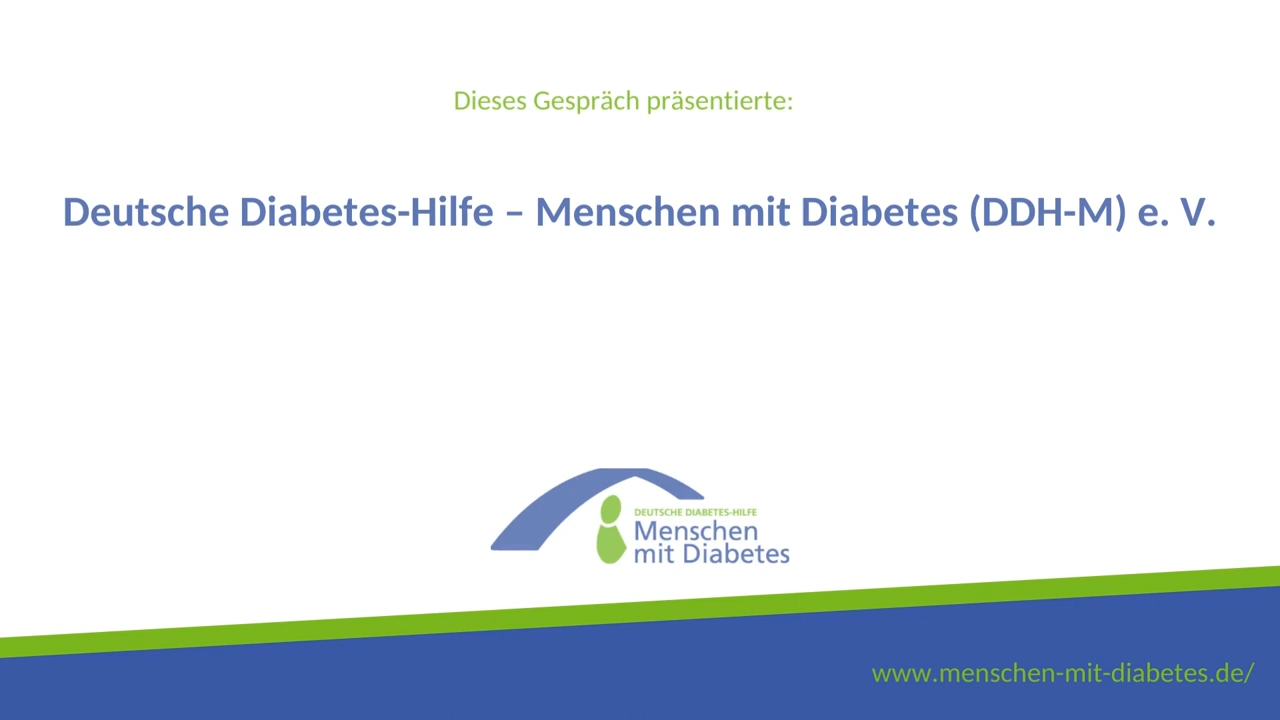 Dieses Gespräch präsentierte:
Deutsche Diabetes-Hilfe – Menschen mit Diabetes (DDH-M) e. V.
DEUTSCHE DIABETES-HILFE
Menschen
mit Diabetes
www.menschen-mit-diabetes.de/